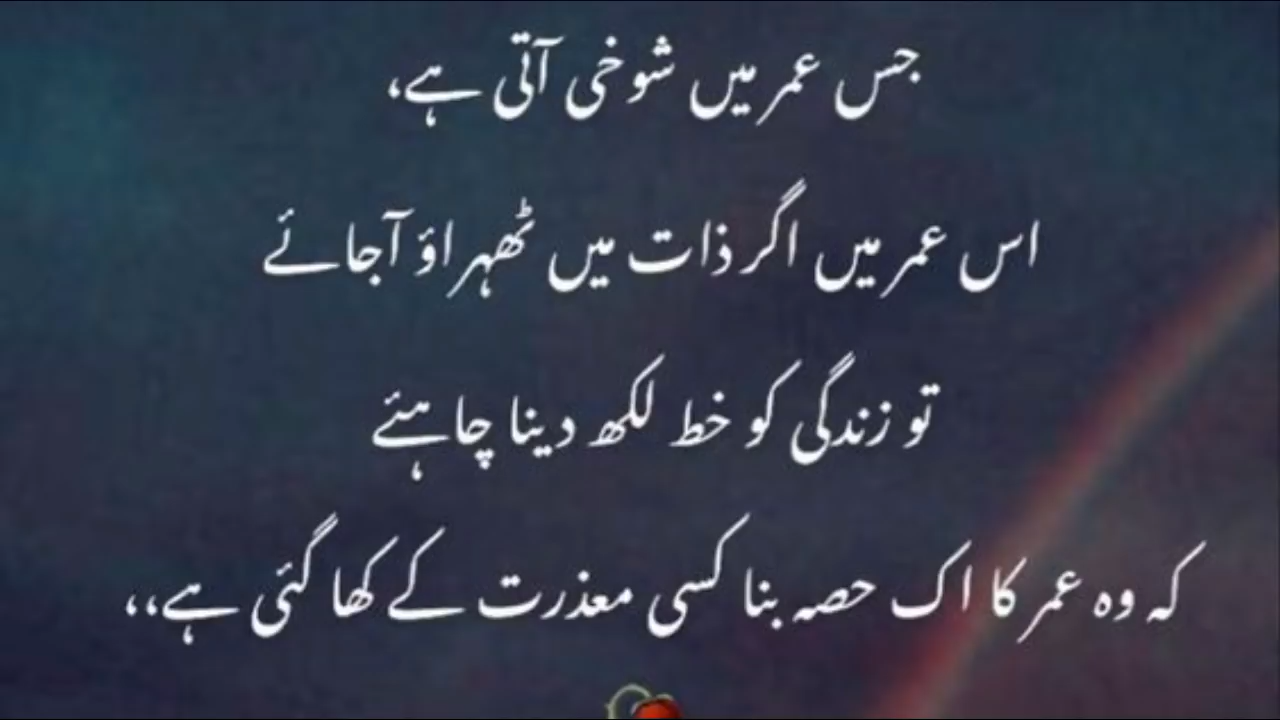 جس عمر میں شوخی آتی ہے،
اس عمر میں اگر ذات میں ٹھہراؤ آجائے
تو زندگی کو خط لکھ دینا چاہئے
کہ وہ عمر کا اک حصہ بنا کسی معذرت کے کھا گئی ہے،،